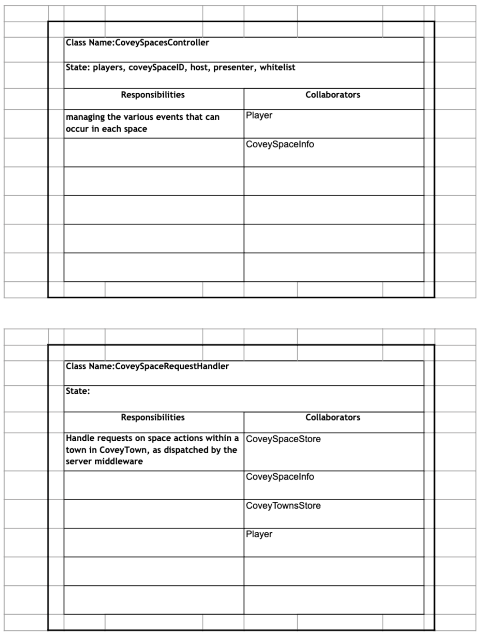 Class Name:CoveySpacesController
State: players, coveySpaceID, host, presenter, whitelist
Responsibilities Collaborators
managing the various events that can
occur in each space
Player
CoveySpaceInfo
Class Name:CoveySpaceRequestHandler
State:
Responsibilities Collaborators
Handle requests on space actions within a
town in CoveyTown, as dispatched by the
server middleware
CoveySpaceStore
CoveySpaceInfo
CoveyTownsStore
Player